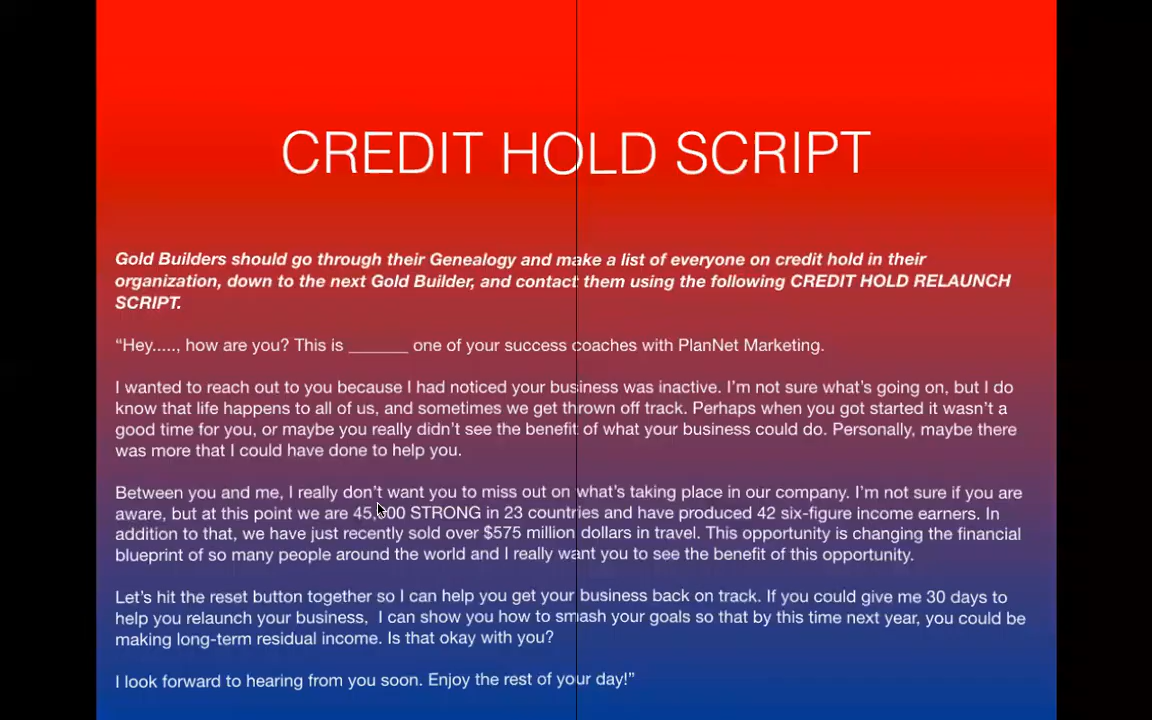 CREDIT HOLD SCRIPT
Gold Builders should go through their Genealogy and make a list of everyone on credit hold in their
organization, down to the next Gold Builder, and contact them using the following CREDIT HOLD RELAUNCH
SCRIPT.
“Hey....., how are you? This is _______ one of your success coaches with PlanNet Marketing.
I wanted to reach out to you because I had noticed your business was inactive. I’m not sure what’s going on, but I do
know that life happens to all of us, and sometimes we get thrown off track. Perhaps when you got started it wasn’t a
good time for you, or maybe you really didn’t see the benefit of what your business could do. Personally, maybe there
was more that I could have done to help you.
Between you and me, I really don’t want you to miss out on what’s taking place in our company. I’m not sure if you are
aware, but at this point we are STRONG in 23 countries and have produced 42 six-figure income earners. In
addition to that, we have just recently sold over $575 million dollars in travel. This opportunity is changing the financial
blueprint of so many people around the world and I really want you to see the benefit of this opportunity.
Let’s hit the reset button together so I can help you get your business back on track. If you could give me 30 days to
help you relaunch your business, I can show you how to smash your goals so that by this time next year, you could be
making long-term residual income. Is that okay with you?
I look forward to hearing from you soon. Enjoy the rest of your day!”